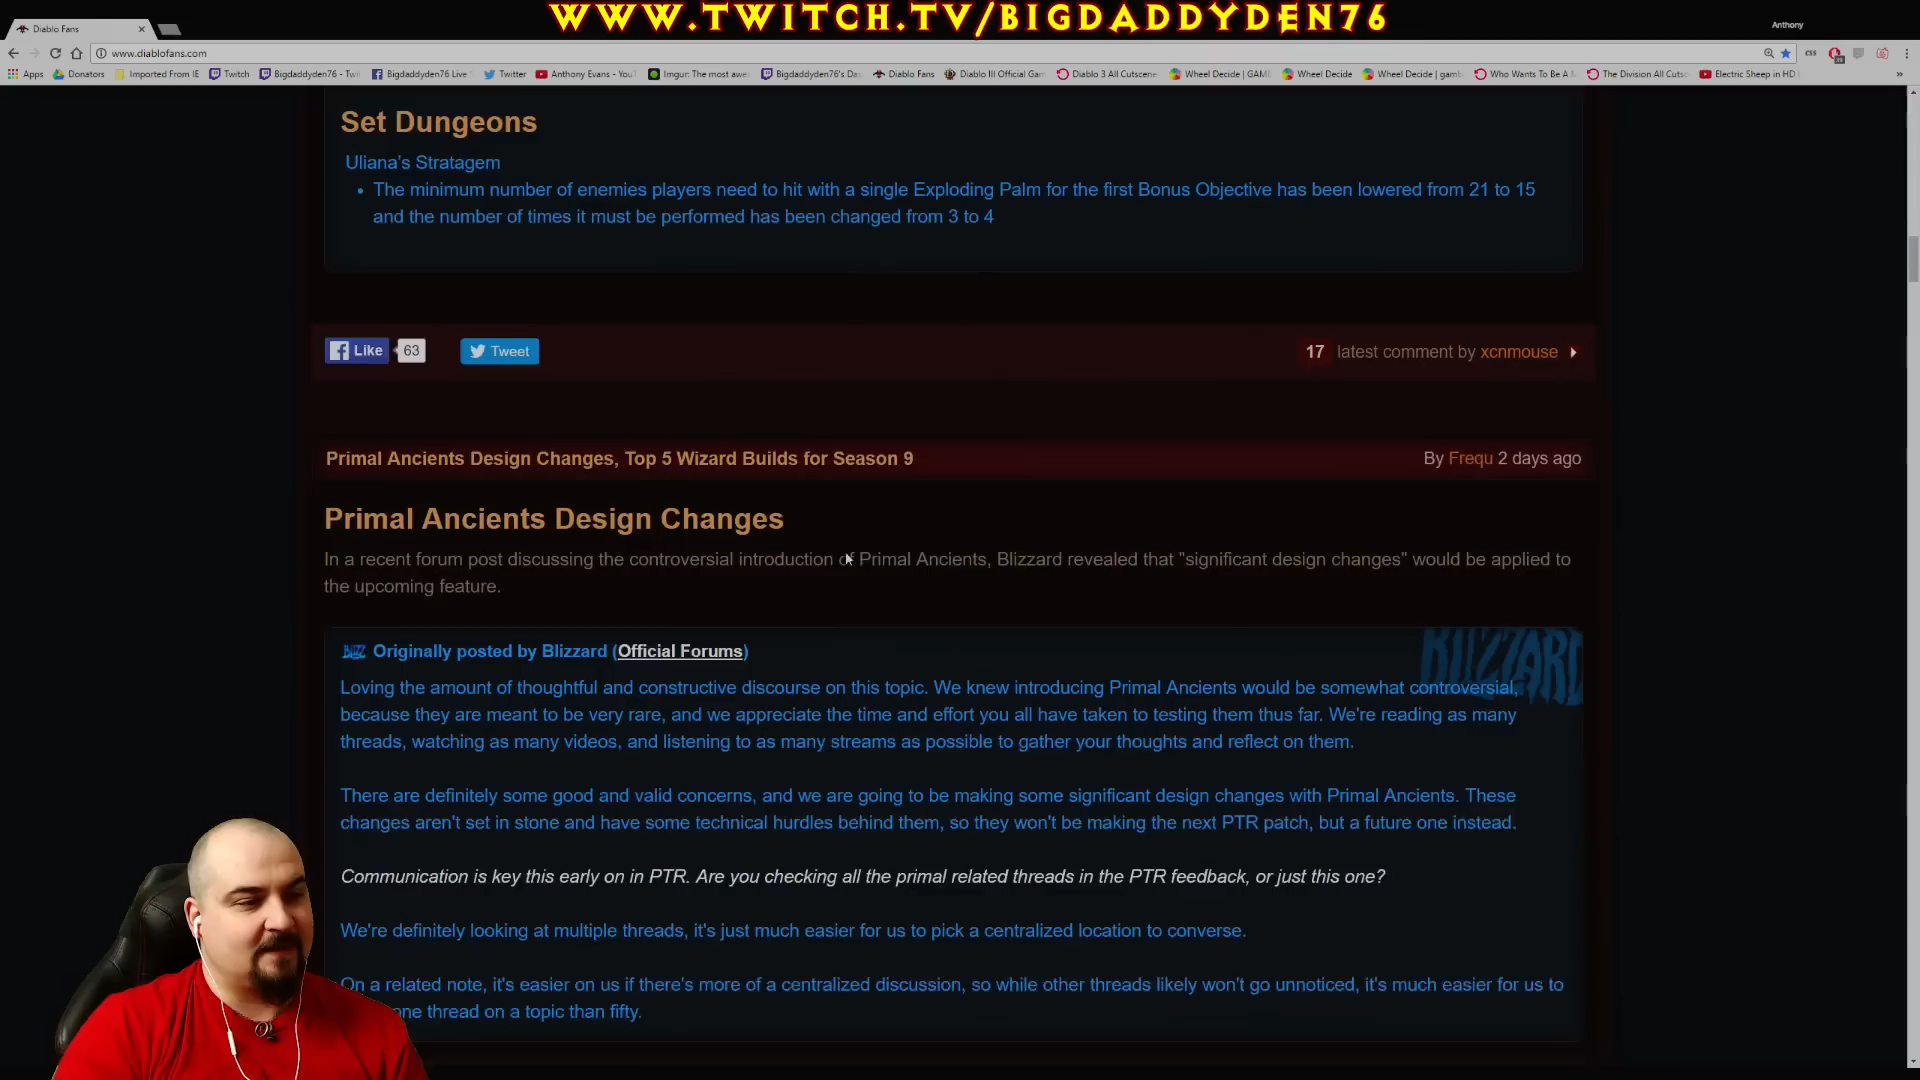 WWW.TWITCH.TV/BIGDADDYDEN76
Diablo Fans
Anthony
www.diablofans.com
Apps Donators Imported From IE Twitch Bigdaddyden76 - Twi Bigdaddyden76 Live Twitter Anthony Evans - YouT Imgur: The most awe Bigdaddyden76's Das Diablo Fans Diablo III Official Gam Diablo 3 All Cutscene Wheel Decide | GAME Wheel Decide Wheel Decide | gamb Who Wants To Be A M The Division All Cuts Electric Sheep in HD
Set Dungeons
Uliana's Stratagem
• The minimum number of enemies players need to hit with a single Exploding Palm for the first Bonus Objective has been lowered from 21 to 15
and the number of times it must be performed has been changed from 3 to 4
Like 63 Tweet 17 latest comment by xcnmouse
Primal Ancients Design Changes, Top 5 Wizard Builds for Season 9 By Frequ 2 days ago
Primal Ancients Design Changes
In a recent forum post discussing the controversial introduction of Primal Ancients, Blizzard revealed that "significant design changes" would be applied to
the upcoming feature.
BLIZZARD
Originally posted by Blizzard (Official Forums)
Loving the amount of thoughtful and constructive discourse on this topic. We knew introducing Primal Ancients would be somewhat controversial,
because they are meant to be very rare, and we appreciate the time and effort you all have taken to testing them thus far. We're reading as many
threads, watching as many videos, and listening to as many streams as possible to gather your thoughts and reflect on them.
There are definitely some good and valid concerns, and we are going to be making some significant design changes with Primal Ancients. These
changes aren't set in stone and have some technical hurdles behind them, so they won't be making the next PTR patch, but a future one instead.
Communication is key this early on in PTR. Are you checking all the primal related threads in the PTR feedback, or just this one?
We're definitely looking at multiple threads, it's just much easier for us to pick a centralized location to converse.
On a related note, it's easier on us if there's more of a centralized discussion, so while other threads likely won't go unnoticed, it's much easier for us to
one thread on a topic than fifty.